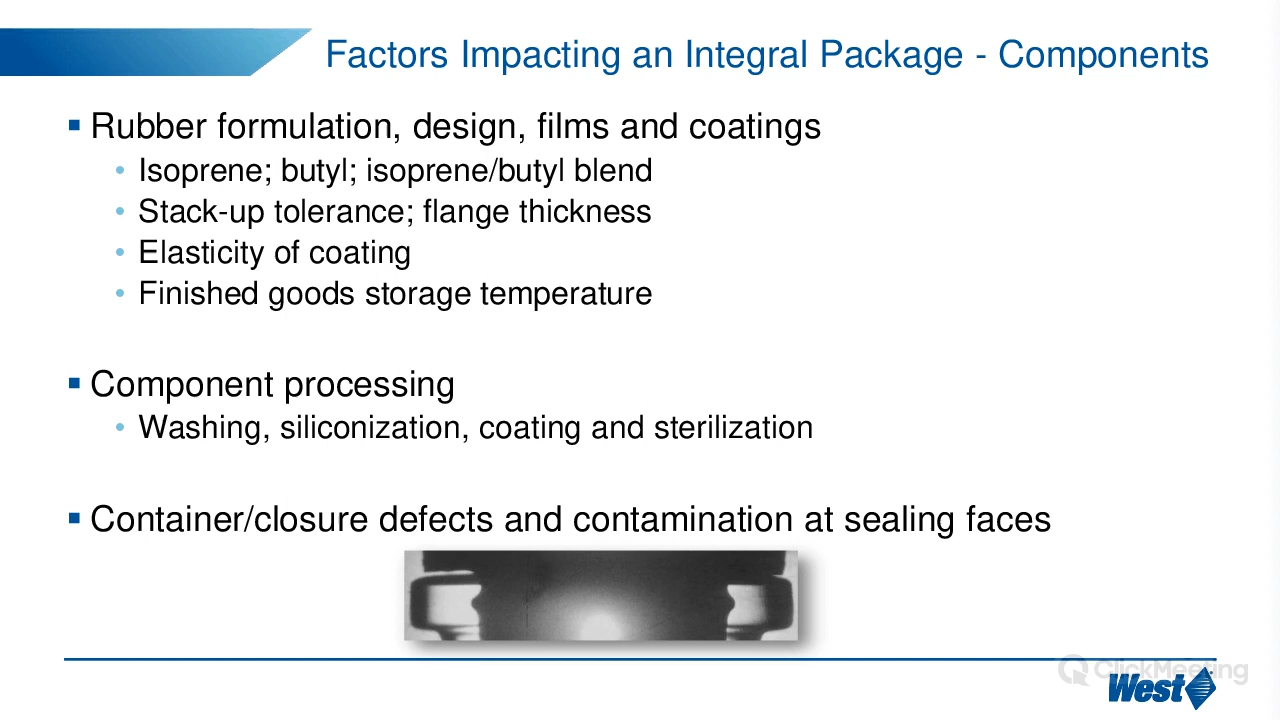 Factors Impacting an Integral Package - Components
▪ Rubber formulation, design, films and coatings
• Isoprene; butyl; isoprene/butyl blend
• Stack-up tolerance; flange thickness
• Elasticity of coating
• Finished goods storage temperature
▪ Component processing
• Washing, siliconization, coating and sterilization
▪ Container/closure defects and contamination at sealing faces
ClickMeeting
West